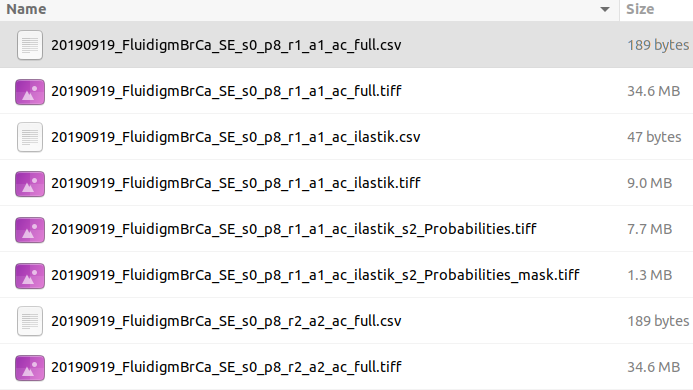 Name Size
20190919_FluidigmBrCa_SE_s0_p8_r1_a1_ac_full.csv 189 bytes
20190919_FluidigmBrCa_SE_s0_p8_r1_a1_ac_full.tiff 34.6 MB
20190919_FluidigmBrCa_SE_s0_p8_r1_a1_ac_ilastik.csv 47 bytes
20190919_FluidigmBrCa_SE_s0_p8_r1_a1_ac_ilastik.tiff 9.0 MB
20190919_FluidigmBrCa_SE_s0_p8_r1_a1_ac_ilastik_s2_Probabilities.tiff 7.7 MB
20190919_FluidigmBrCa_SE_s0_p8_r1_a1_ac_ilastik_s2_Probabilities_mask.tiff 1.3 MB
20190919_FluidigmBrCa_SE_s0_p8_r2_a2_ac_full.csv 189 bytes
20190919_FluidigmBrCa_SE_s0_p8_r2_a2_ac_full.tiff 34.6 MB